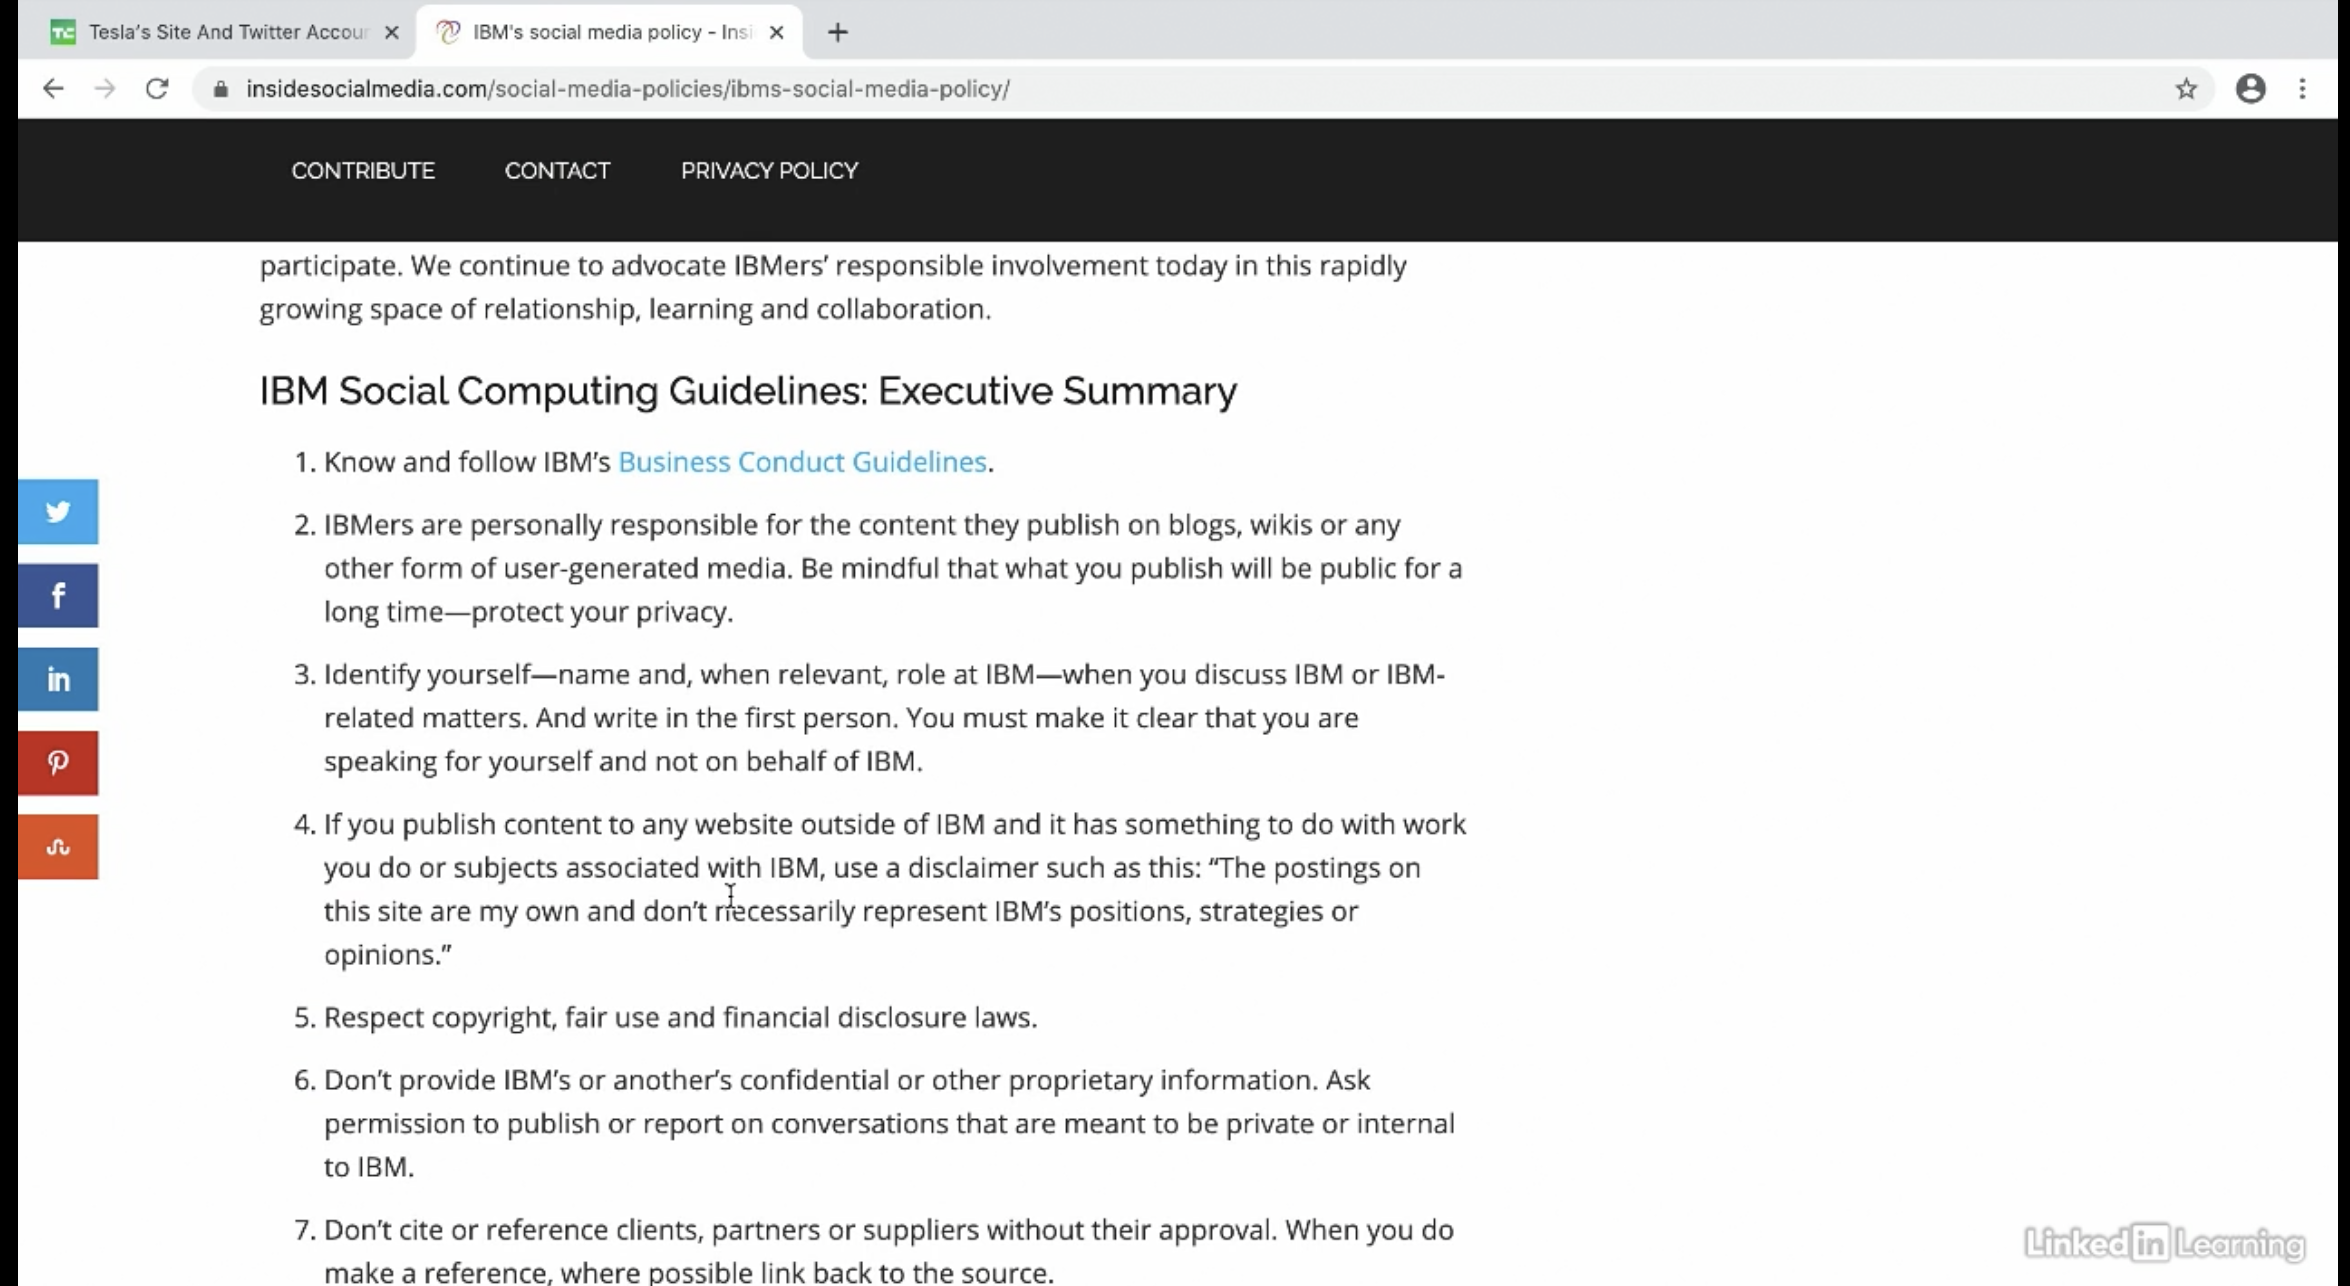 Tesla's Site And Twitter Accour
IBM's social media policy - Insi
insidesocialmedia.com/social-media-policies/ibms-social-media-policy/
CONTRIBUTE CONTACT PRIVACY POLICY
participate. We continue to advocate IBMers' responsible involvement today in this rapidly
growing space of relationship, learning and collaboration.
IBM Social Computing Guidelines: Executive Summary
1. Know and follow IBM's Business Conduct Guidelines.
2. IBMers are personally responsible for the content they publish on blogs, wikis or any
other form of user-generated media. Be mindful that what you publish will be public for a
long time—protect your privacy.
3. Identify yourself—name and, when relevant, role at IBM—when you discuss IBM or IBM-
related matters. And write in the first person. You must make it clear that you are
speaking for yourself and not on behalf of IBM.
4. If you publish content to any website outside of IBM and it has something to do with work
you do or subjects associated with IBM, use a disclaimer such as this: “The postings on
this site are my own and don't necessarily represent IBM's positions, strategies or
opinions.”
5. Respect copyright, fair use and financial disclosure laws.
6. Don't provide IBM's or another's confidential or other proprietary information. Ask
permission to publish or report on conversations that are meant to be private or internal
to IBM.
7. Don't cite or reference clients, partners or suppliers without their approval. When you do
make a reference, where possible link back to the source.
LinkedIn Learning